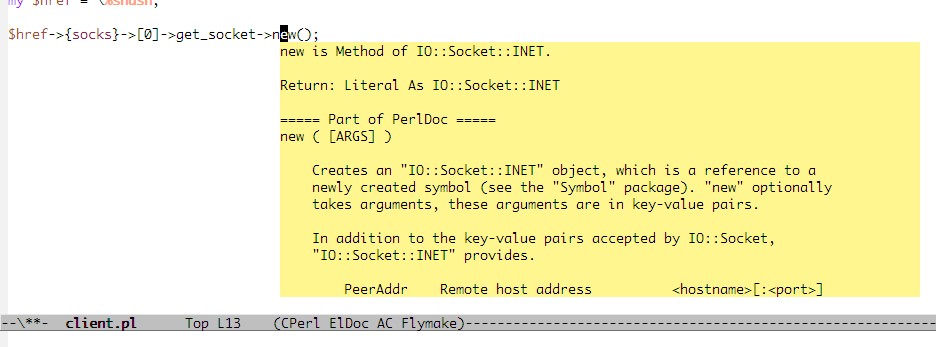 my $href = \%shush;
$href->{socks}->[0]->get_socket->new();
new is Method of IO::Socket::INET.
Return: Literal As IO::Socket::INET
===== Part of PerlDoc =====
new ( [ARGS] )
Creates an "IO::Socket::INET" object, which is a reference to a
newly created symbol (see the "Symbol" package). "new" optionally
takes arguments, these arguments are in key-value pairs.
In addition to the key-value pairs accepted by IO::Socket,
"IO::Socket::INET" provides.
PeerAddr    Remote host address          <hostname>[:<port>]
--\**-  client.pl      Top L13    (CPerl ElDoc AC Flymake)-----------------------------------------------------------